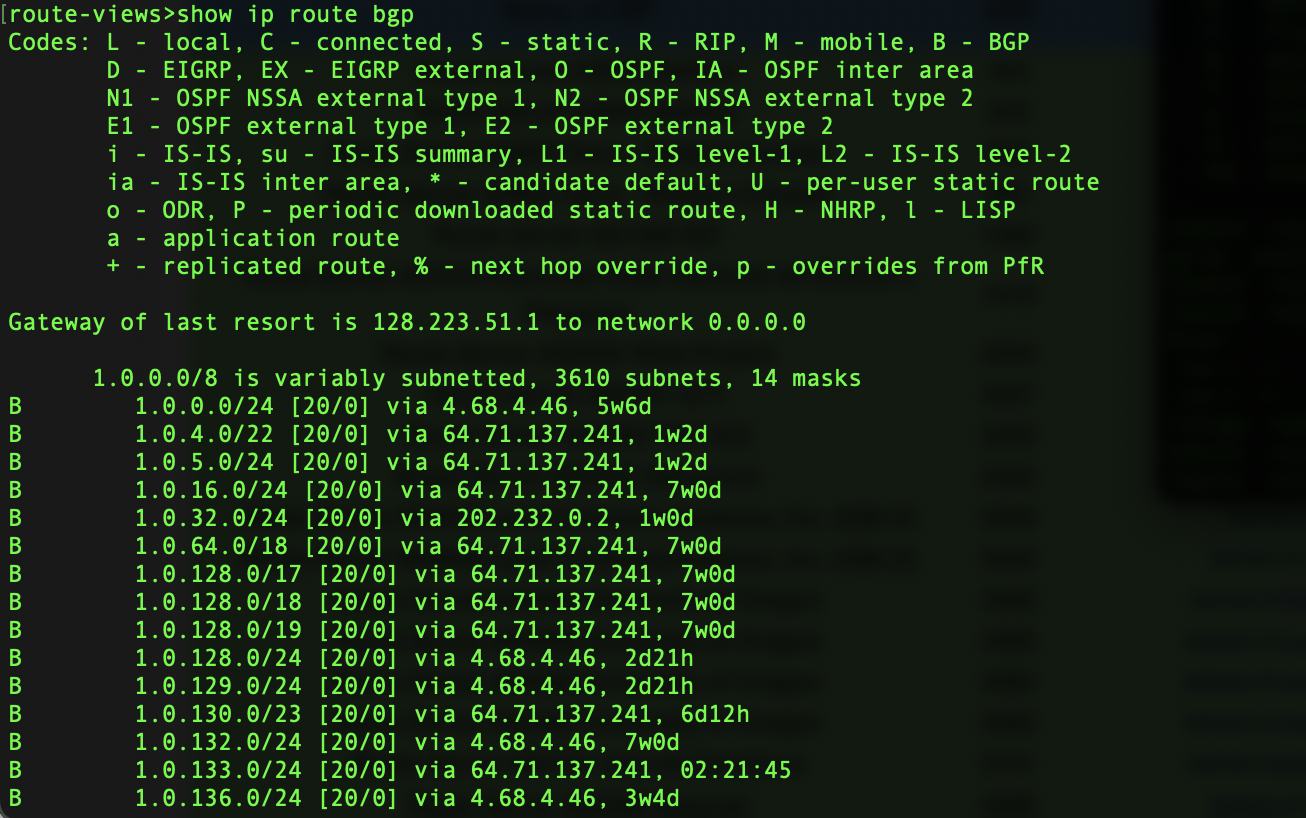 [route-views>show ip route bgp
Codes: L - local, C - connected, S - static, R - RIP, M - mobile, B - BGP
       D - EIGRP, EX - EIGRP external, O - OSPF, IA - OSPF inter area
       N1 - OSPF NSSA external type 1, N2 - OSPF NSSA external type 2
       E1 - OSPF external type 1, E2 - OSPF external type 2
       i - IS-IS, su - IS-IS summary, L1 - IS-IS level-1, L2 - IS-IS level-2
       ia - IS-IS inter area, * - candidate default, U - per-user static route
       o - ODR, P - periodic downloaded static route, H - NHRP, l - LISP
       a - application route
       + - replicated route, % - next hop override, p - overrides from PfR
Gateway of last resort is 128.223.51.1 to network 0.0.0.0
      1.0.0.0/8 is variably subnetted, 3610 subnets, 14 masks
B        1.0.0.0/24 [20/0] via 4.68.4.46, 5w6d
B        1.0.4.0/22 [20/0] via 64.71.137.241, 1w2d
B        1.0.5.0/24 [20/0] via 64.71.137.241, 1w2d
B        1.0.16.0/24 [20/0] via 64.71.137.241, 7w0d
B        1.0.32.0/24 [20/0] via 202.232.0.2, 1w0d
B        1.0.64.0/18 [20/0] via 64.71.137.241, 7w0d
B        1.0.128.0/17 [20/0] via 64.71.137.241, 7w0d
B        1.0.128.0/18 [20/0] via 64.71.137.241, 7w0d
B        1.0.128.0/19 [20/0] via 64.71.137.241, 7w0d
B        1.0.128.0/24 [20/0] via 4.68.4.46, 2d21h
B        1.0.129.0/24 [20/0] via 4.68.4.46, 2d21h
B        1.0.130.0/23 [20/0] via 64.71.137.241, 6d12h
B        1.0.132.0/24 [20/0] via 4.68.4.46, 7w0d
B        1.0.133.0/24 [20/0] via 64.71.137.241, 02:21:45
B        1.0.136.0/24 [20/0] via 4.68.4.46, 3w4d